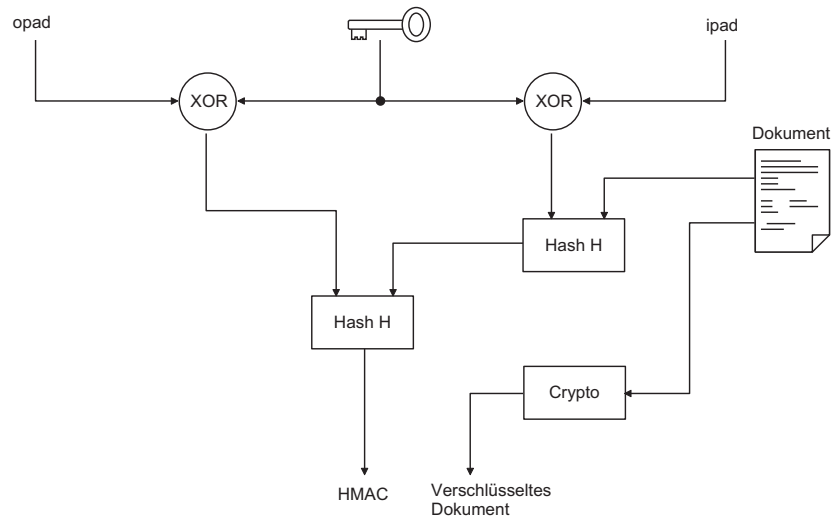 opad
ipad
XOR
XOR
Dokument
Hash H
Hash H
Crypto
HMAC
Verschlüsseltes
Dokument